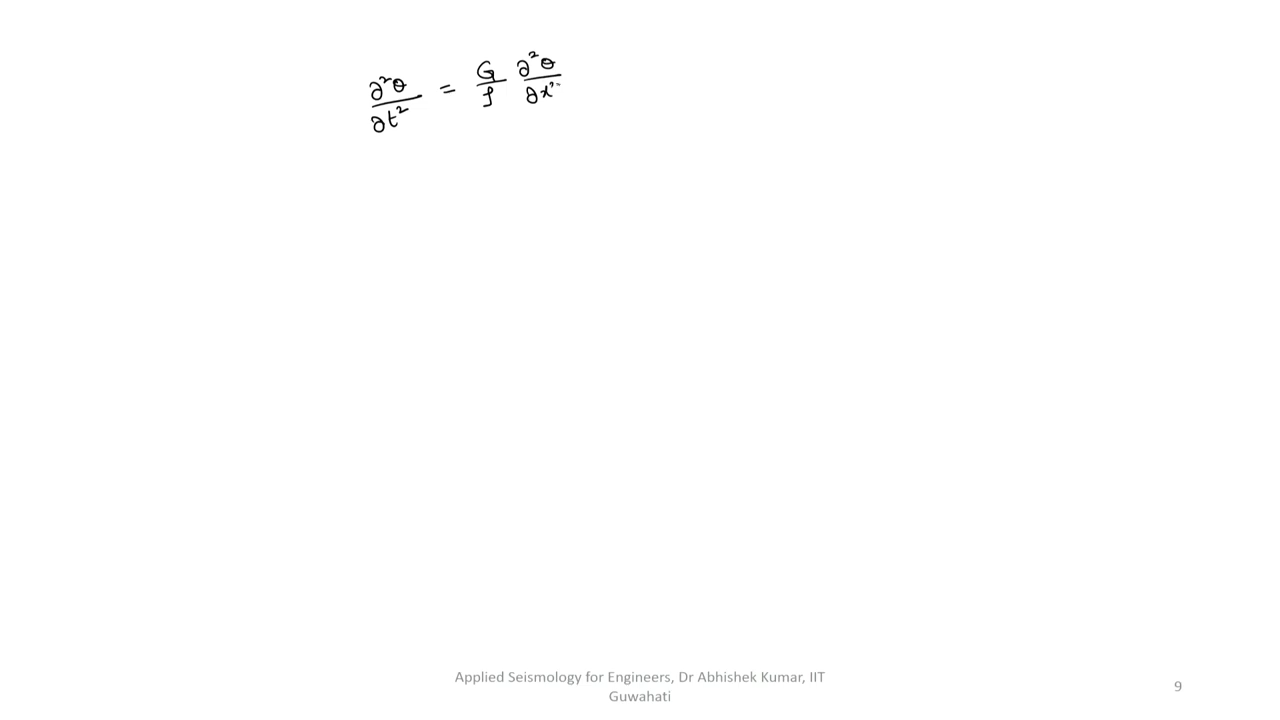 ∂²θ/∂t² = G/ρ ∂²θ/∂x²
Applied Seismology for Engineers, Dr Abhishek Kumar, IIT
Guwahati
9